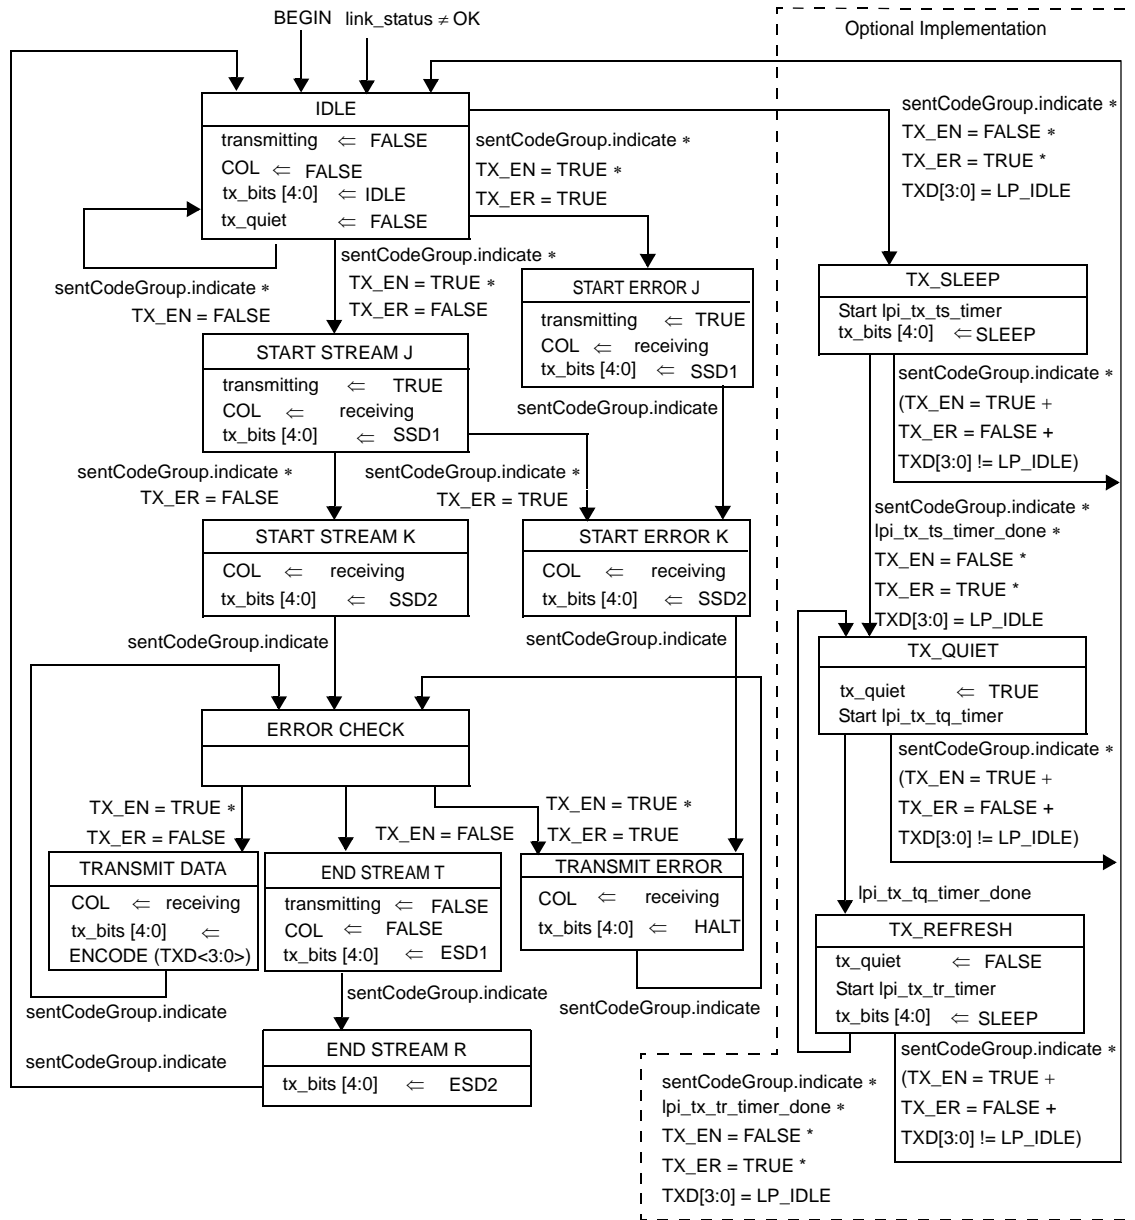 BEGIN link_status ≠ OK
Optional Implementation
IDLE
transmitting ⇐ FALSE
COL ⇐ FALSE
tx_bits [4:0] ⇐ IDLE
tx_quiet ⇐ FALSE
sentCodeGroup.indicate *
TX_EN = TRUE *
TX_ER = TRUE
sentCodeGroup.indicate *
TX_EN = FALSE *
TX_ER = TRUE *
TXD[3:0] = LP_IDLE
sentCodeGroup.indicate *
TX_EN = FALSE
sentCodeGroup.indicate *
TX_EN = TRUE *
TX_ER = FALSE
START ERROR J
transmitting ⇐ TRUE
COL ⇐ receiving
tx_bits [4:0] ⇐ SSD1
TX_SLEEP
Start lpi_tx_ts_timer
tx_bits [4:0] ⇐ SLEEP
START STREAM J
transmitting ⇐ TRUE
COL ⇐ receiving
tx_bits [4:0] ⇐ SSD1
sentCodeGroup.indicate
sentCodeGroup.indicate *
(TX_EN = TRUE +
TX_ER = FALSE +
TXD[3:0] != LP_IDLE)
sentCodeGroup.indicate *
TX_ER = FALSE
sentCodeGroup.indicate *
TX_ER = TRUE
START STREAM K
COL ⇐ receiving
tx_bits [4:0] ⇐ SSD2
START ERROR K
COL ⇐ receiving
tx_bits [4:0] ⇐ SSD2
sentCodeGroup.indicate *
lpi_tx_ts_timer_done *
TX_EN = FALSE *
TX_ER = TRUE *
TXD[3:0] = LP_IDLE
sentCodeGroup.indicate
sentCodeGroup.indicate
TX_QUIET
tx_quiet ⇐ TRUE
Start lpi_tx_tq_timer
ERROR CHECK
sentCodeGroup.indicate *
(TX_EN = TRUE +
TX_ER = FALSE +
TXD[3:0] != LP_IDLE)
TX_EN = TRUE *
TX_ER = FALSE
TX_EN = FALSE
TX_EN = TRUE *
TX_ER = TRUE
TRANSMIT DATA
COL ⇐ receiving
tx_bits [4:0] ⇐
ENCODE (TXD<3:0>)
END STREAM T
transmitting ⇐ FALSE
COL ⇐ FALSE
tx_bits [4:0] ⇐ ESD1
TRANSMIT ERROR
COL ⇐ receiving
tx_bits [4:0] ⇐ HALT
lpi_tx_tq_timer_done
TX_REFRESH
tx_quiet ⇐ FALSE
Start lpi_tx_tr_timer
tx_bits [4:0] ⇐ SLEEP
sentCodeGroup.indicate
sentCodeGroup.indicate
sentCodeGroup.indicate
sentCodeGroup.indicate
END STREAM R
tx_bits [4:0] ⇐ ESD2
sentCodeGroup.indicate *
(TX_EN = TRUE +
TX_ER = FALSE +
TXD[3:0] != LP_IDLE)
sentCodeGroup.indicate *
lpi_tx_tr_timer_done *
TX_EN = FALSE *
TX_ER = TRUE *
TXD[3:0] = LP_IDLE